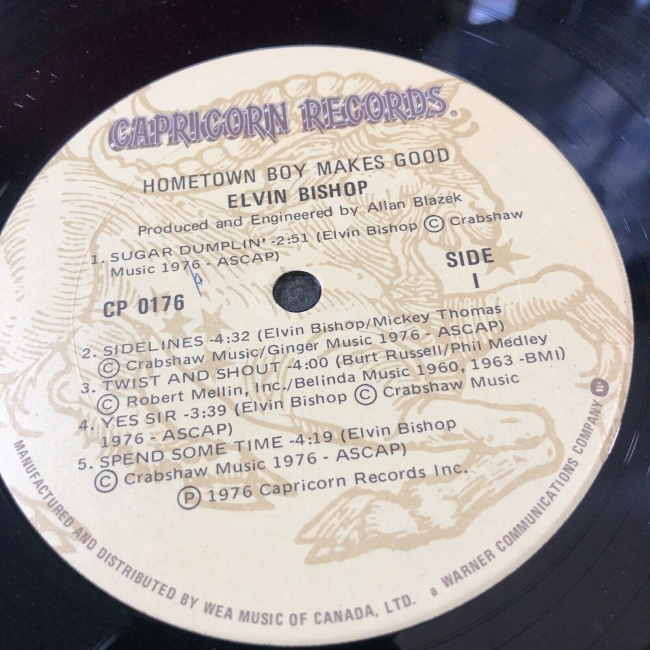 CAPRICORN RECORDS®
HOMETOWN BOY MAKES GOOD
ELVIN BISHOP
Produced and Engineered by Allan Blazek
1. SUGAR DUMPLIN' -2:51 (Elvin Bishop © Crabshaw
Music 1976 - ASCAP)
CP 0176
SIDE
I
2. SIDELINES -4:32 (Elvin Bishop/Mickey Thomas
© Crabshaw Music/Ginger Music 1976 - ASCAP)
3. TWIST AND SHOUT -4:00 (Burt Russell/Phil Medley
© Robert Mellin, Inc./Belinda Music 1960, 1963 -BMI)
4. YES SIR -3:39 (Elvin Bishop © Crabshaw Music
1976 - ASCAP)
5. SPEND SOME TIME -4:19 (Elvin Bishop
© Crabshaw Music 1976 - ASCAP)
℗ 1976 Capricorn Records Inc.
MANUFACTURED AND DISTRIBUTED BY WEA MUSIC OF CANADA, LTD. a WARNER COMMUNICATIONS COMPANY